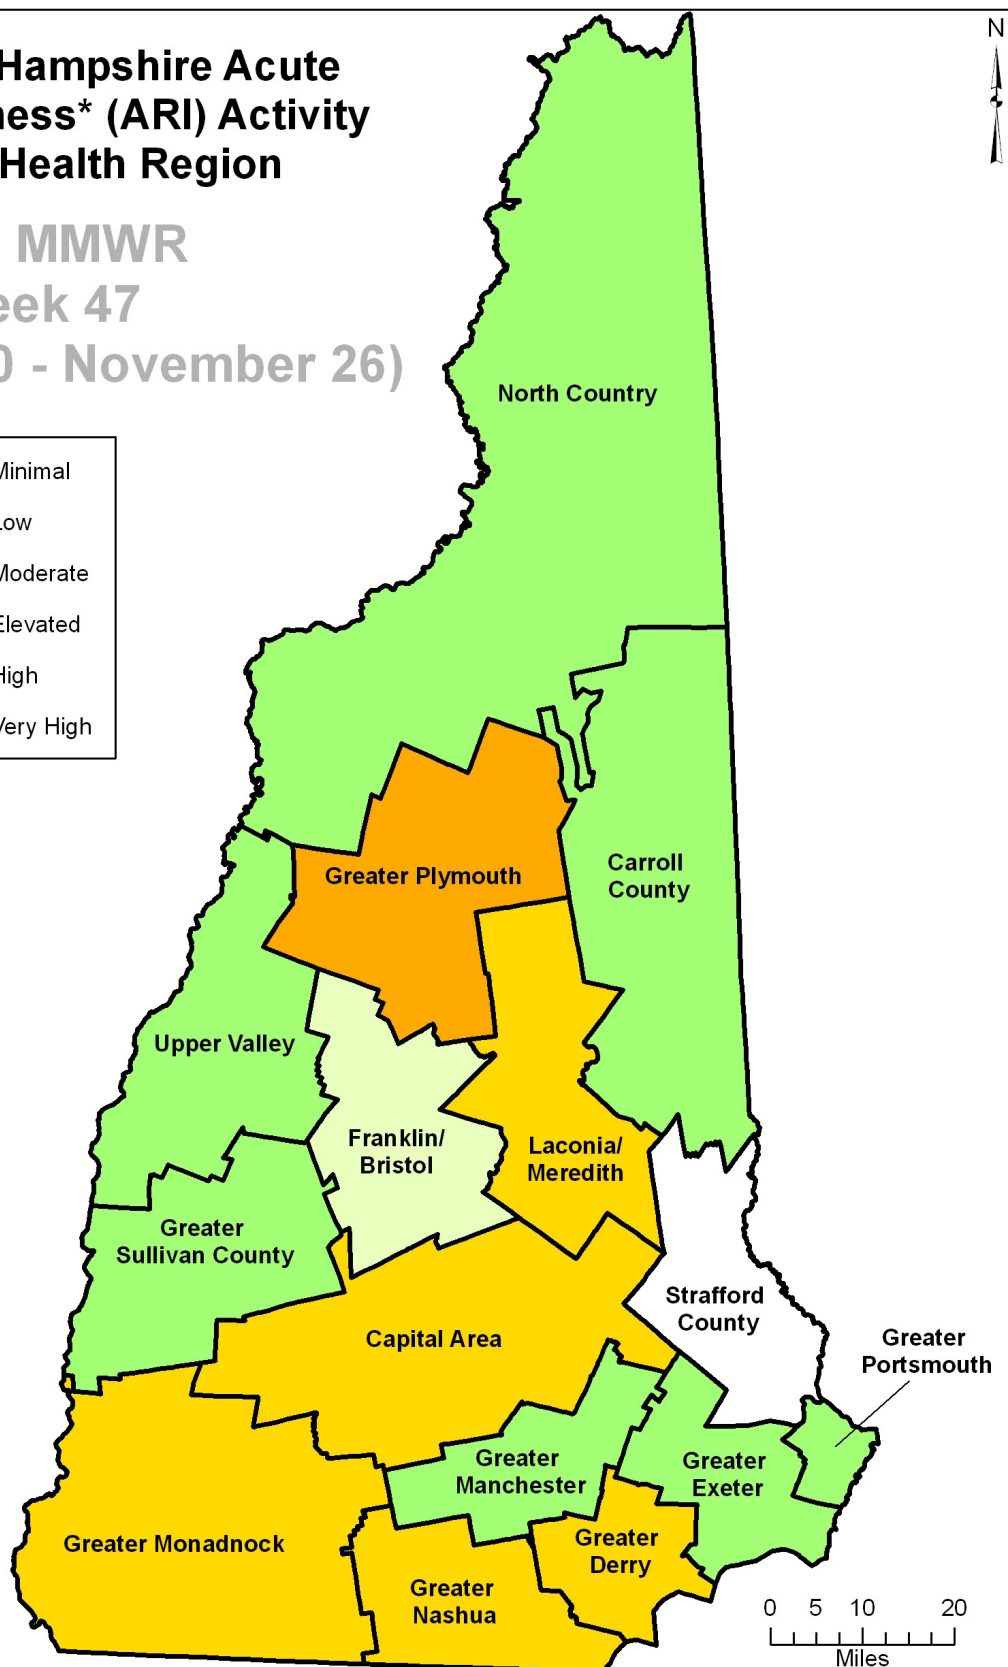 Hampshire Acute
ness* (ARI) Activity
Health Region
MMWR
eek 47
0 - November 26)
N
Minimal
Low
Moderate
Elevated
High
Very High
North Country
Greater Plymouth
Carroll
County
Upper Valley
Franklin/
Bristol
Laconia/
Meredith
Greater
Sullivan County
Strafford
County
Capital Area
Greater
Portsmouth
Greater
Manchester
Greater
Exeter
Greater Monadnock
Greater
Derry
Greater
Nashua
0 5 10 20
Miles